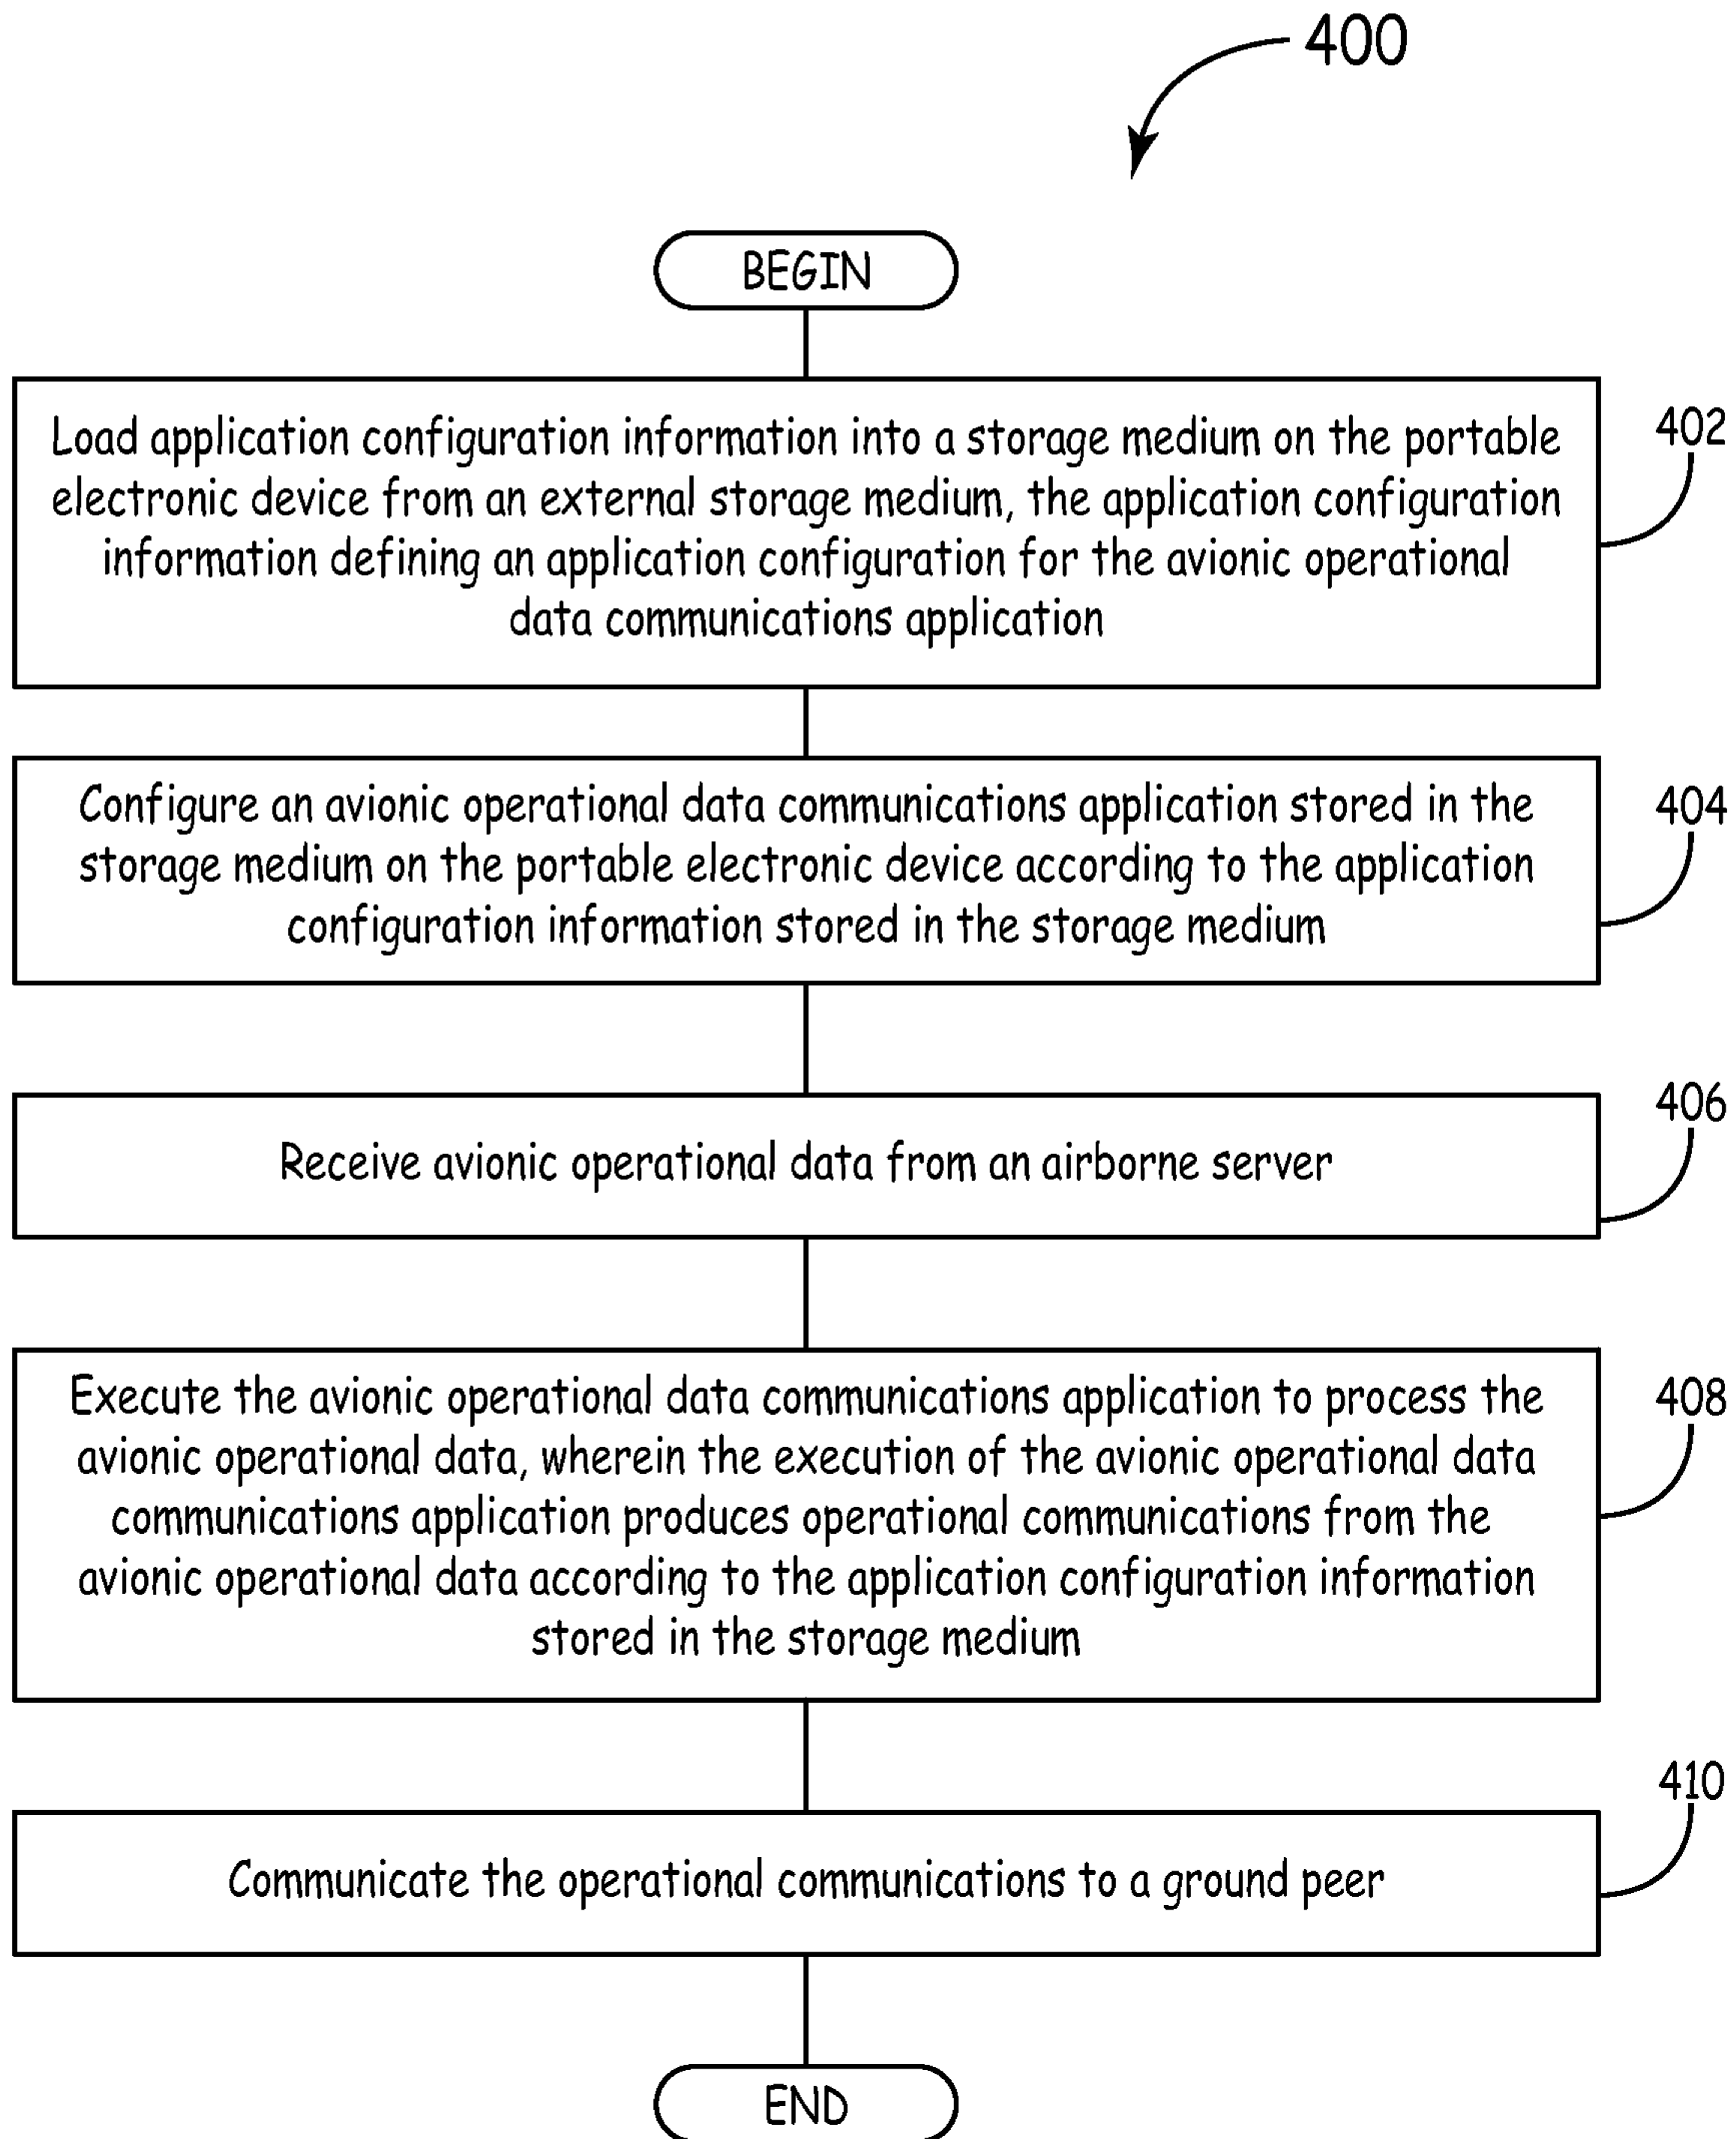 400
BEGIN
Load application configuration information into a storage medium on the portable
electronic device from an external storage medium, the application configuration
information defining an application configuration for the avionic operational
data communications application
402
Configure an avionic operational data communications application stored in the
storage medium on the portable electronic device according to the application
configuration information stored in the storage medium
404
Receive avionic operational data from an airborne server
406
Execute the avionic operational data communications application to process the
avionic operational data, wherein the execution of the avionic operational data
communications application produces operational communications from the
avionic operational data according to the application configuration information
stored in the storage medium
408
Communicate the operational communications to a ground peer
410
END